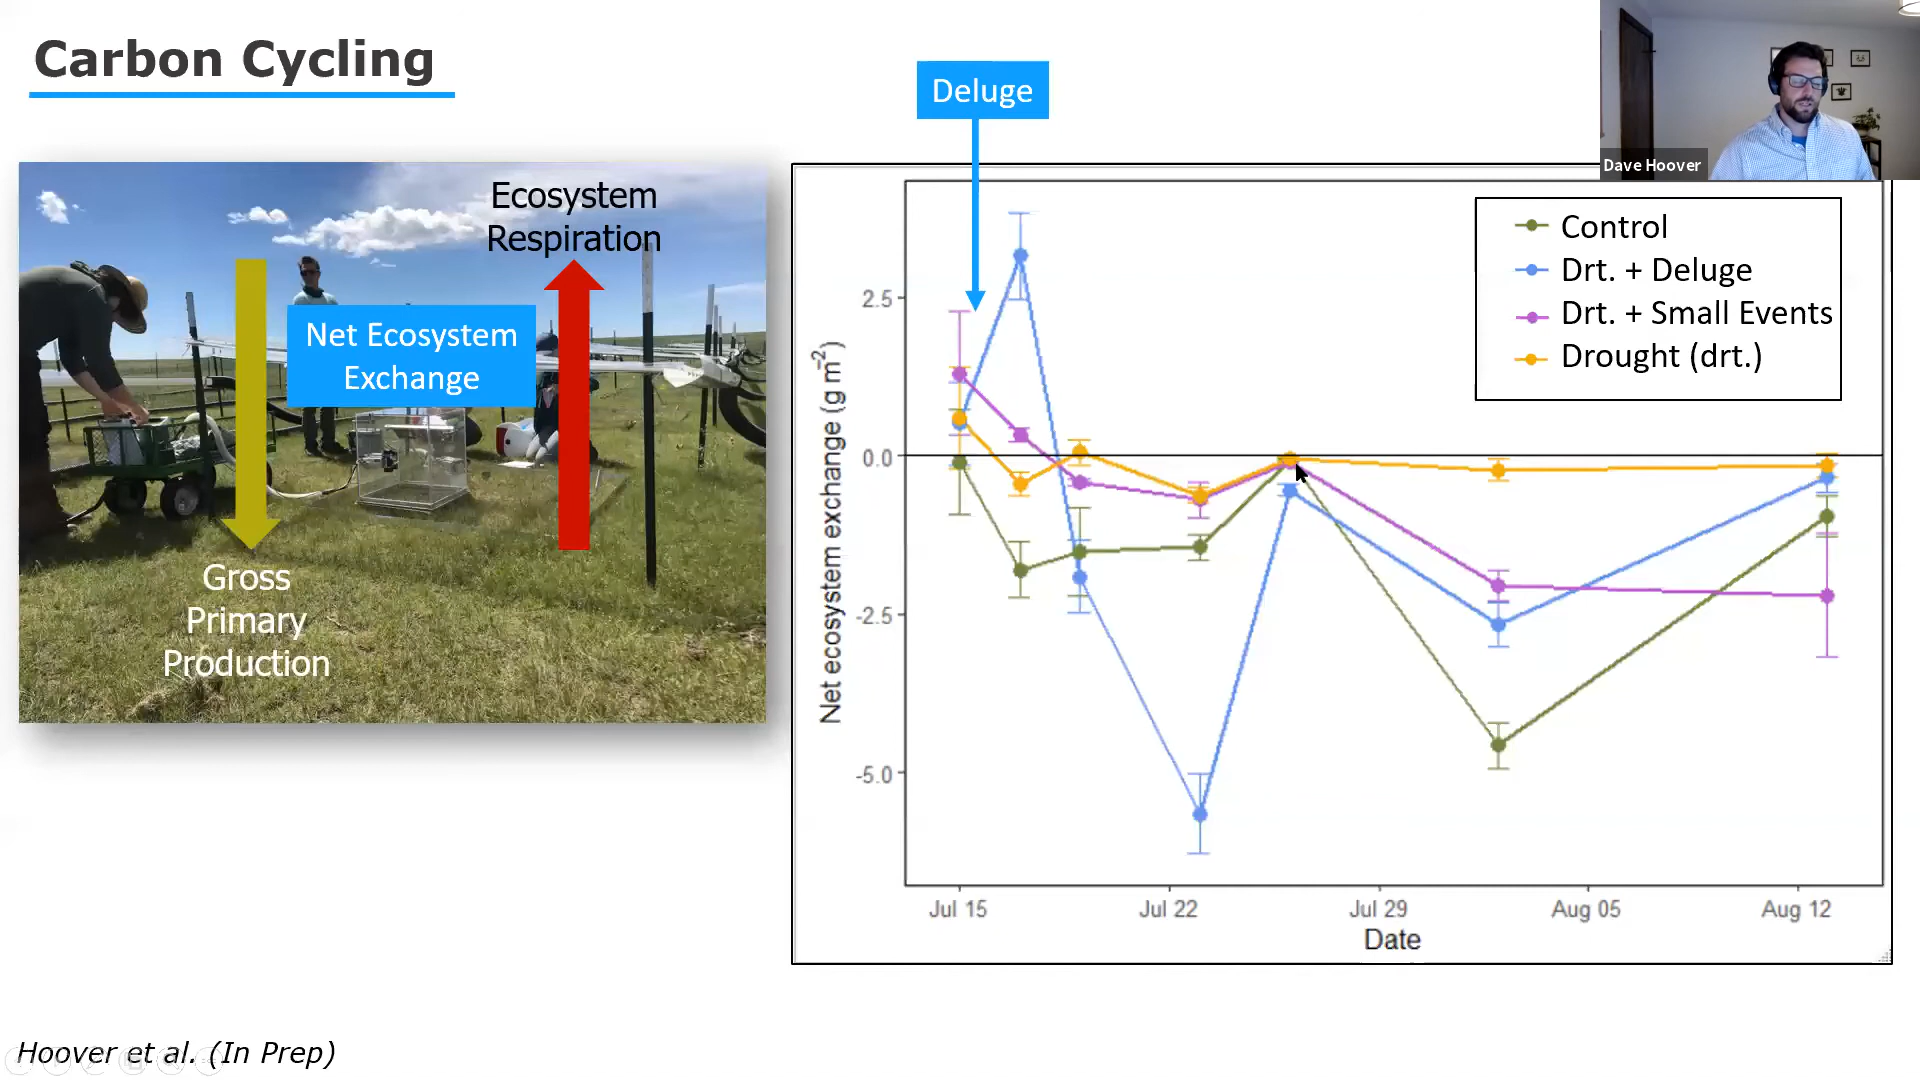 Carbon Cycling
Deluge
Dave Hoover
Ecosystem
Respiration
Net Ecosystem
Exchange
Gross
Primary
Production
Control
Drt. + Deluge
Drt. + Small Events
Drought (drt.)
Net ecosystem exchange (g m⁻²)
2.5
0.0
-2.5
-5.0
Jul 15
Jul 22
Jul 29
Aug 05
Aug 12
Date
Hoover et al. (In Prep)